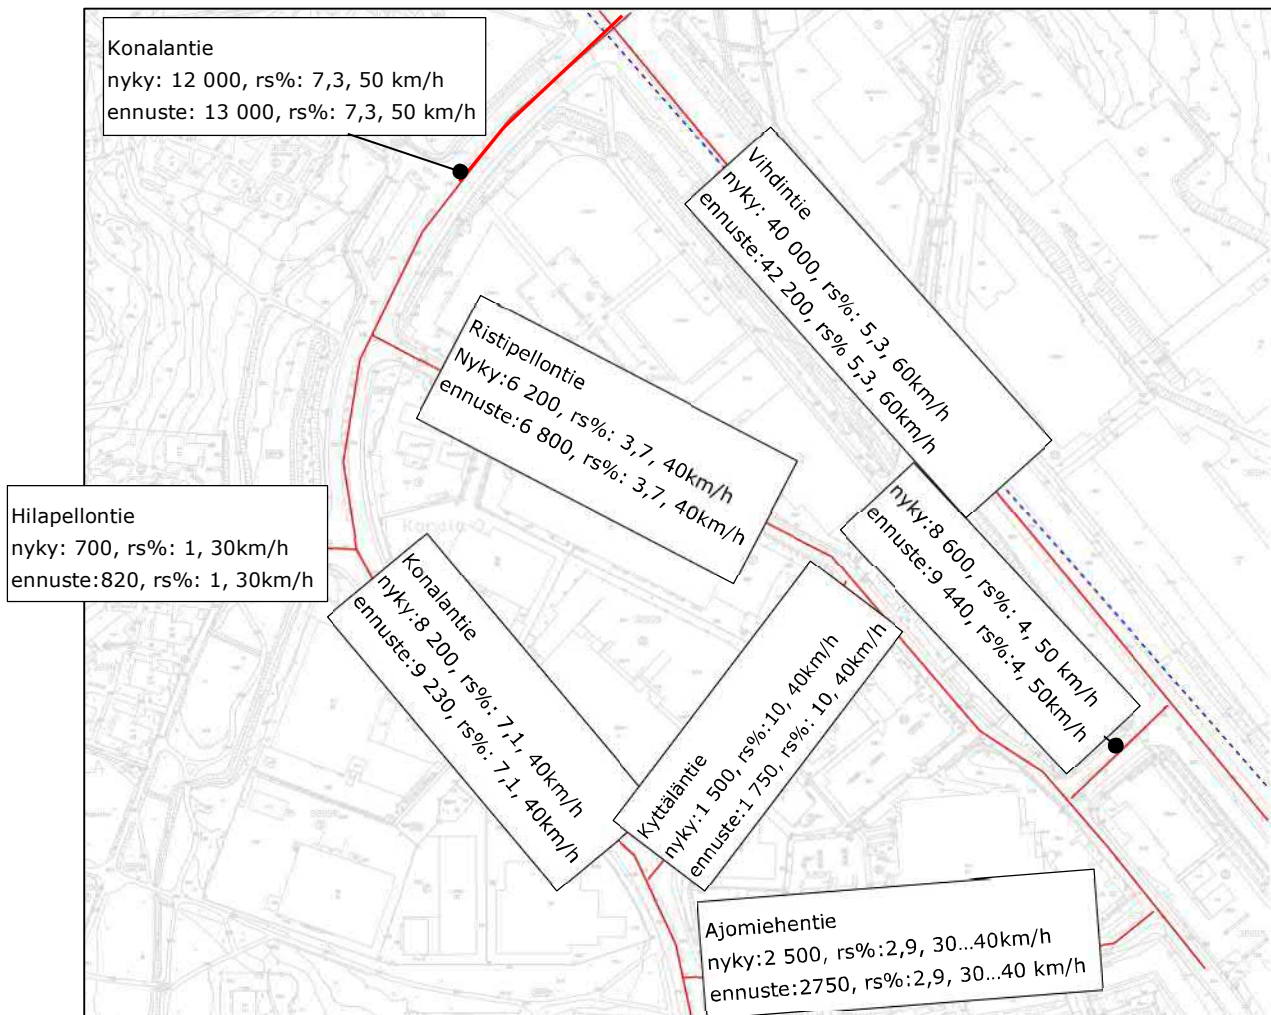 Konalantie
nyky: 12 000, rs%: 7,3, 50 km/h
ennuste: 13 000, rs%: 7,3, 50 km/h
Vihdintie
nyky: 40 000, rs%: 5,3, 60km/h
ennuste:42 200, rs% 5,3, 60km/h
Ristipellontie
Nyky:6 200, rs%: 3,7, 40km/h
ennuste:6 800, rs%: 3,7, 40km/h
nyky:8 600, rs%: 4, 50 km/h
ennuste:9 440, rs%:4, 50km/h
Hilapellontie
nyky: 700, rs%: 1, 30km/h
ennuste:820, rs%: 1, 30km/h
Konalantie
nyky:8 200, rs%: 7,1, 40km/h
ennuste:9 230, rs%: 7,1, 40km/h
Kyttäläntie
nyky:1 500, rs%:10, 40km/h
ennuste:1 750, rs%: 10, 40km/h
Ajomiehentie
nyky:2 500, rs%:2,9, 30...40km/h
ennuste:2750, rs%:2,9, 30...40 km/h